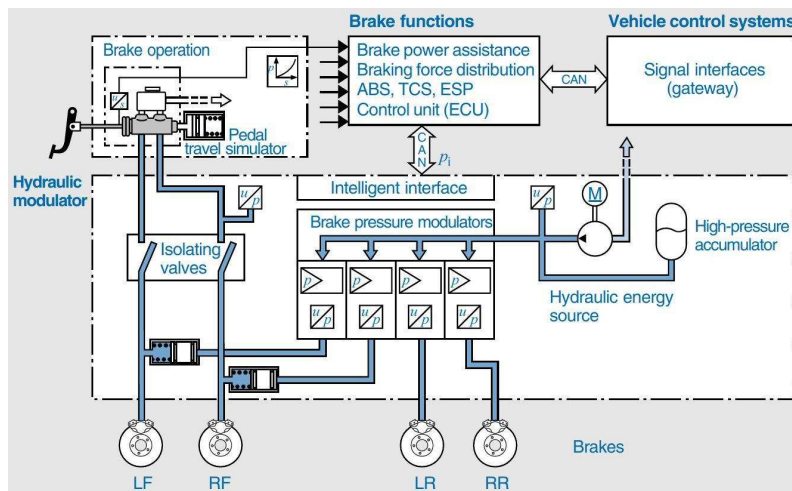 Brake functions
Vehicle control systems
Brake operation
Brake power assistance
Braking force distribution
ABS, TCS, ESP
Control unit (ECU)
CAN
Signal interfaces
(gateway)
p
s
u
s
Pedal
travel simulator
CAN
pi
Hydraulic
modulator
Intelligent interface
u
p
Brake pressure modulators
u
p
M
High-pressure
accumulator
Isolating
valves
p
p
p
p
u
p
u
p
u
p
u
p
Hydraulic energy
source
Brakes
LF
RF
LR
RR